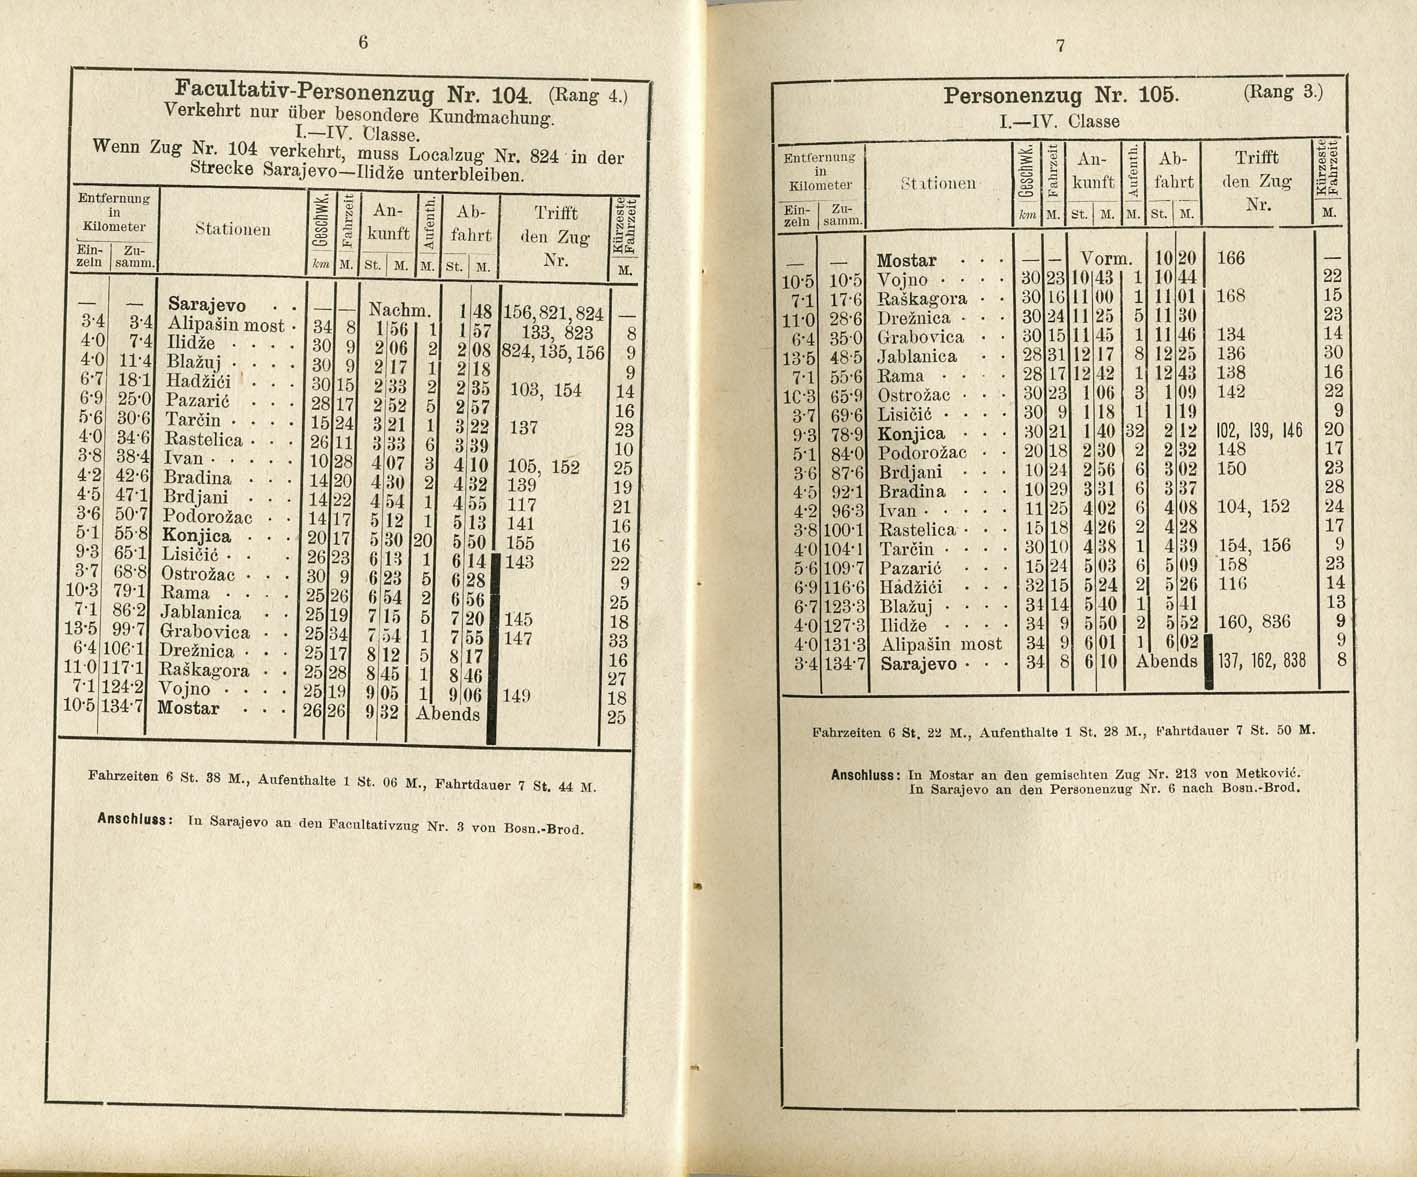 6
Facultativ-Personenzug Nr. 104. (Rang 4.)
Verkehrt nur über besondere Kundmachung.
I.—IV. Classe.
Wenn Zug Nr. 104 verkehrt, muss Localzug Nr. 824 in der
Strecke Sarajevo—Ilidže unterbleiben.
Entfernung in Kilometer | Stationen | Geschwk. | Fahrzeit | An-kunft | Aufenth. | Ab-fahrt | Trifft den Zug Nr. | Kürzeste Fahrzeit
Ein-zeln | Zu-samm. | km | M. | St. | M. | M. | St. | M. | M.
— — Sarajevo · · — — Nachm. 1 48 156,821,824 —
3·4 3·4 Alipašin most · 34 8 1 56 1 1 57 133, 823 8
4·0 7·4 Ilidže · · · · 30 9 2 06 2 2 08 824,135,156 9
4·0 11·4 Blažuj · · · · 30 9 2 17 1 2 18 9
6·7 18·1 Hadžići · · · 30 15 2 33 2 2 35 103, 154 14
6·9 25·0 Pazarić · · · 28 17 2 52 5 2 57 16
5·6 30·6 Tarčin · · · · 15 24 3 21 1 3 22 137 23
4·0 34·6 Rastelica · · · 26 11 3 33 6 3 39 10
3·8 38·4 Ivan · · · · · 10 28 4 07 3 4 10 105, 152 25
4·2 42·6 Bradina · · · 14 20 4 30 2 4 32 139 19
4·5 47·1 Brdjani · · · 14 22 4 54 1 4 55 117 21
3·6 50·7 Podorožac · · 14 17 5 12 1 5 13 141 16
5·1 55·8 Konjica · · · 20 17 5 30 20 5 50 155 16
9·3 65·1 Lisičić · · · 26 23 6 13 1 6 14 143 22
3·7 68·8 Ostrožac · · · 30 9 6 23 5 6 28 9
10·3 79·1 Rama · · · · 25 26 6 54 2 6 56 25
7·1 86·2 Jablanica · · 25 19 7 15 5 7 20 145 18
13·5 99·7 Grabovica · · 25 34 7 54 1 7 55 147 33
6·4 106·1 Drežnica · · · 25 17 8 12 5 8 17 16
11·0 117·1 Raškagora · · 25 28 8 45 1 8 46 27
7·1 124·2 Vojno · · · · 25 19 9 05 1 9 06 149 18
10·5 134·7 Mostar · · · 26 26 9 32 Abends 25
Fahrzeiten 6 St. 38 M., Aufenthalte 1 St. 06 M., Fahrtdauer 7 St. 44 M.
Anschluss: In Sarajevo an den Facultativzug Nr. 3 von Bosn.-Brod.
7
Personenzug Nr. 105. (Rang 3.)
I.—IV. Classe
Entfernung in Kilometer | Stationen | Geschwk. | Fahrzeit | An-kunft | Aufenth. | Ab-fahrt | Trifft den Zug Nr. | Kürzeste Fahrzeit
Ein-zeln | Zu-samm. | km | M. | St. | M. | M. | St. | M. | M.
— — Mostar · · · — — Vorm. 10 20 166 —
10·5 10·5 Vojno · · · · 30 23 10 43 1 10 44 22
7·1 17·6 Raškagora · · 30 16 11 00 1 11 01 168 15
11·0 28·6 Drežnica · · · 30 24 11 25 5 11 30 23
6·4 35·0 Grabovica · · 30 15 11 45 1 11 46 134 14
13·5 48·5 Jablanica · · 28 31 12 17 8 12 25 136 30
7·1 55·6 Rama · · · · 28 17 12 42 1 12 43 138 16
10·3 65·9 Ostrožac · · · 30 23 1 06 3 1 09 142 22
3·7 69·6 Lisičić · · · · 30 9 1 18 1 1 19 9
9·3 78·9 Konjica · · · 30 21 1 40 32 2 12 102, 139, 146 20
5·1 84·0 Podorožac · · 20 18 2 30 2 2 32 148 17
3·6 87·6 Brdjani · · · 10 24 2 56 6 3 02 150 23
4·5 92·1 Bradina · · · 10 29 3 31 6 3 37 28
4·2 96·3 Ivan · · · · · 11 25 4 02 6 4 08 104, 152 24
3·8 100·1 Rastelica · · · 15 18 4 26 2 4 28 17
4·0 104·1 Tarčin · · · · 30 10 4 38 1 4 39 154, 156 9
5·6 109·7 Pazarić · · · 15 24 5 03 6 5 09 158 23
6·9 116·6 Hadžići · · · 32 15 5 24 2 5 26 116 14
6·7 123·3 Blažuj · · · · 34 14 5 40 1 5 41 13
4·0 127·3 Ilidže · · · · 34 9 5 50 2 5 52 160, 836 9
4·0 131·3 Alipašin most 34 9 6 01 1 6 02 9
3·4 134·7 Sarajevo · · · 34 8 6 10 Abends 137, 162, 838 8
Fahrzeiten 6 St. 22 M., Aufenthalte 1 St. 28 M., Fahrtdauer 7 St. 50 M.
Anschluss: In Mostar an den gemischten Zug Nr. 213 von Metković.
In Sarajevo an den Personenzug Nr. 6 nach Bosn.-Brod.